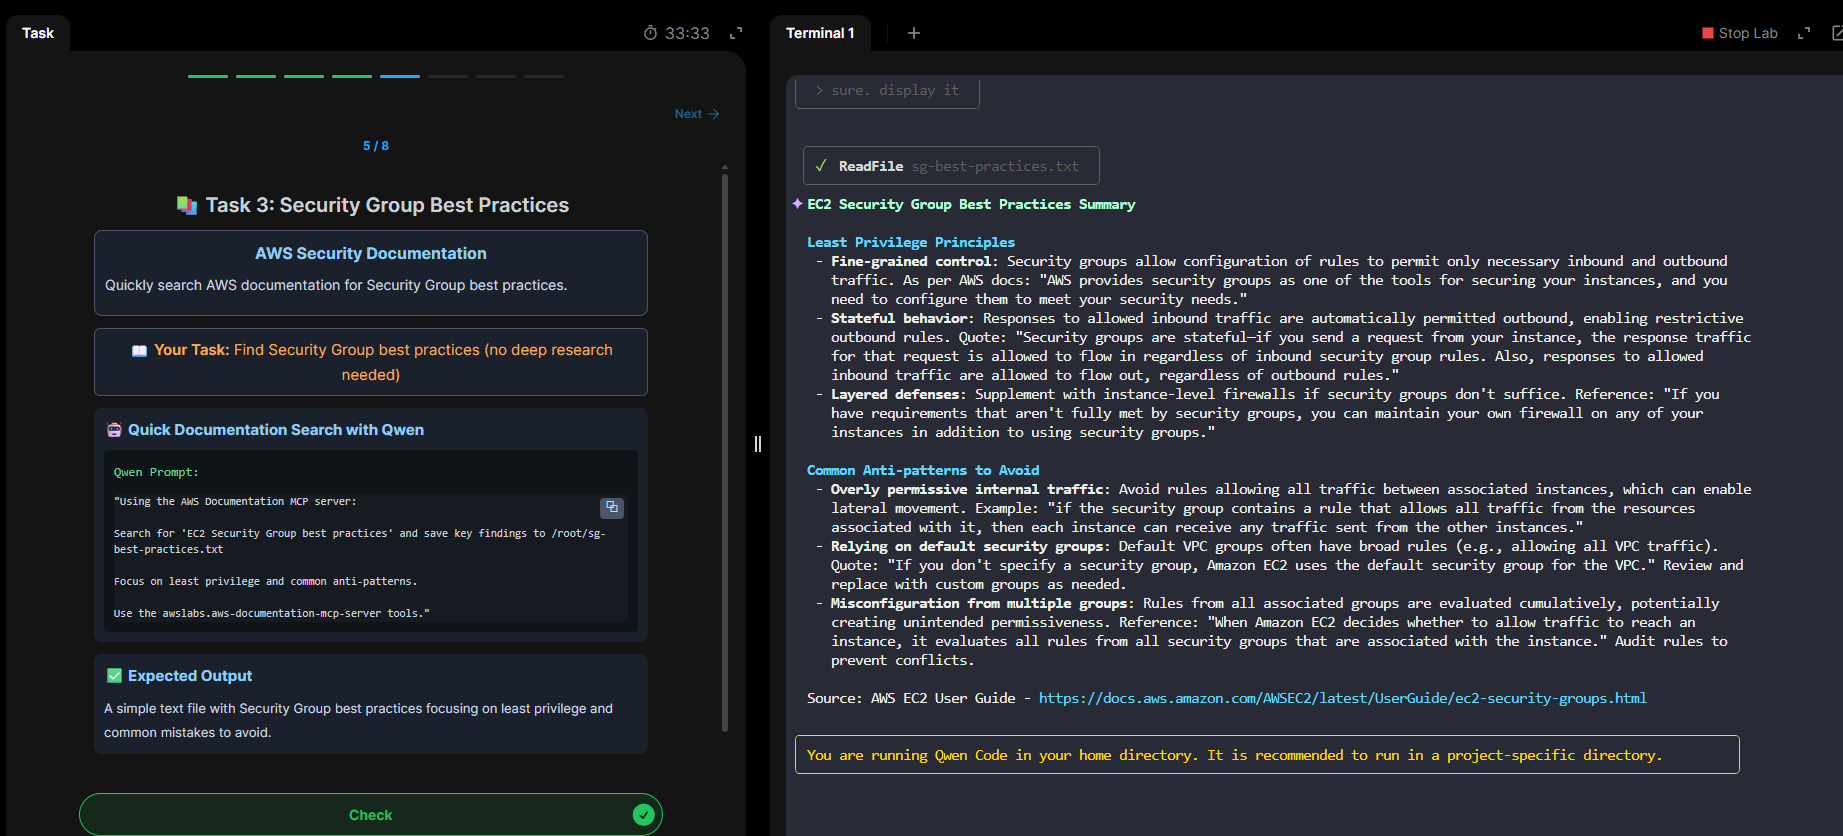 Task
33:33
Next →
5 / 8
Task 3: Security Group Best Practices
AWS Security Documentation
Quickly search AWS documentation for Security Group best practices.
Your Task: Find Security Group best practices (no deep research
needed)
Quick Documentation Search with Qwen
Qwen Prompt:
"Using the AWS Documentation MCP server:
Search for 'EC2 Security Group best practices' and save key findings to /root/sg-
best-practices.txt
Focus on least privilege and common anti-patterns.
Use the awslabs.aws-documentation-mcp-server tools."
Expected Output
A simple text file with Security Group best practices focusing on least privilege and
common mistakes to avoid.
Check
Terminal 1
+
Stop Lab
> sure. display it
✓ ReadFile sg-best-practices.txt
✦ EC2 Security Group Best Practices Summary
Least Privilege Principles
- Fine-grained control: Security groups allow configuration of rules to permit only necessary inbound and outbound
traffic. As per AWS docs: "AWS provides security groups as one of the tools for securing your instances, and you
need to configure them to meet your security needs."
- Stateful behavior: Responses to allowed inbound traffic are automatically permitted outbound, enabling restrictive
outbound rules. Quote: "Security groups are stateful—if you send a request from your instance, the response traffic
for that request is allowed to flow in regardless of inbound security group rules. Also, responses to allowed
inbound traffic are allowed to flow out, regardless of outbound rules."
- Layered defenses: Supplement with instance-level firewalls if security groups don't suffice. Reference: "If you
have requirements that aren't fully met by security groups, you can maintain your own firewall on any of your
instances in addition to using security groups."
Common Anti-patterns to Avoid
- Overly permissive internal traffic: Avoid rules allowing all traffic between associated instances, which can enable
lateral movement. Example: "if the security group contains a rule that allows all traffic from the resources
associated with it, then each instance can receive any traffic sent from the other instances."
- Relying on default security groups: Default VPC groups often have broad rules (e.g., allowing all VPC traffic).
Quote: "If you don't specify a security group, Amazon EC2 uses the default security group for the VPC." Review and
replace with custom groups as needed.
- Misconfiguration from multiple groups: Rules from all associated groups are evaluated cumulatively, potentially
creating unintended permissiveness. Reference: "When Amazon EC2 decides whether to allow traffic to reach an
instance, it evaluates all rules from all security groups that are associated with the instance." Audit rules to
prevent conflicts.
Source: AWS EC2 User Guide - https://docs.aws.amazon.com/AWSEC2/latest/UserGuide/ec2-security-groups.html
You are running Qwen Code in your home directory. It is recommended to run in a project-specific directory.